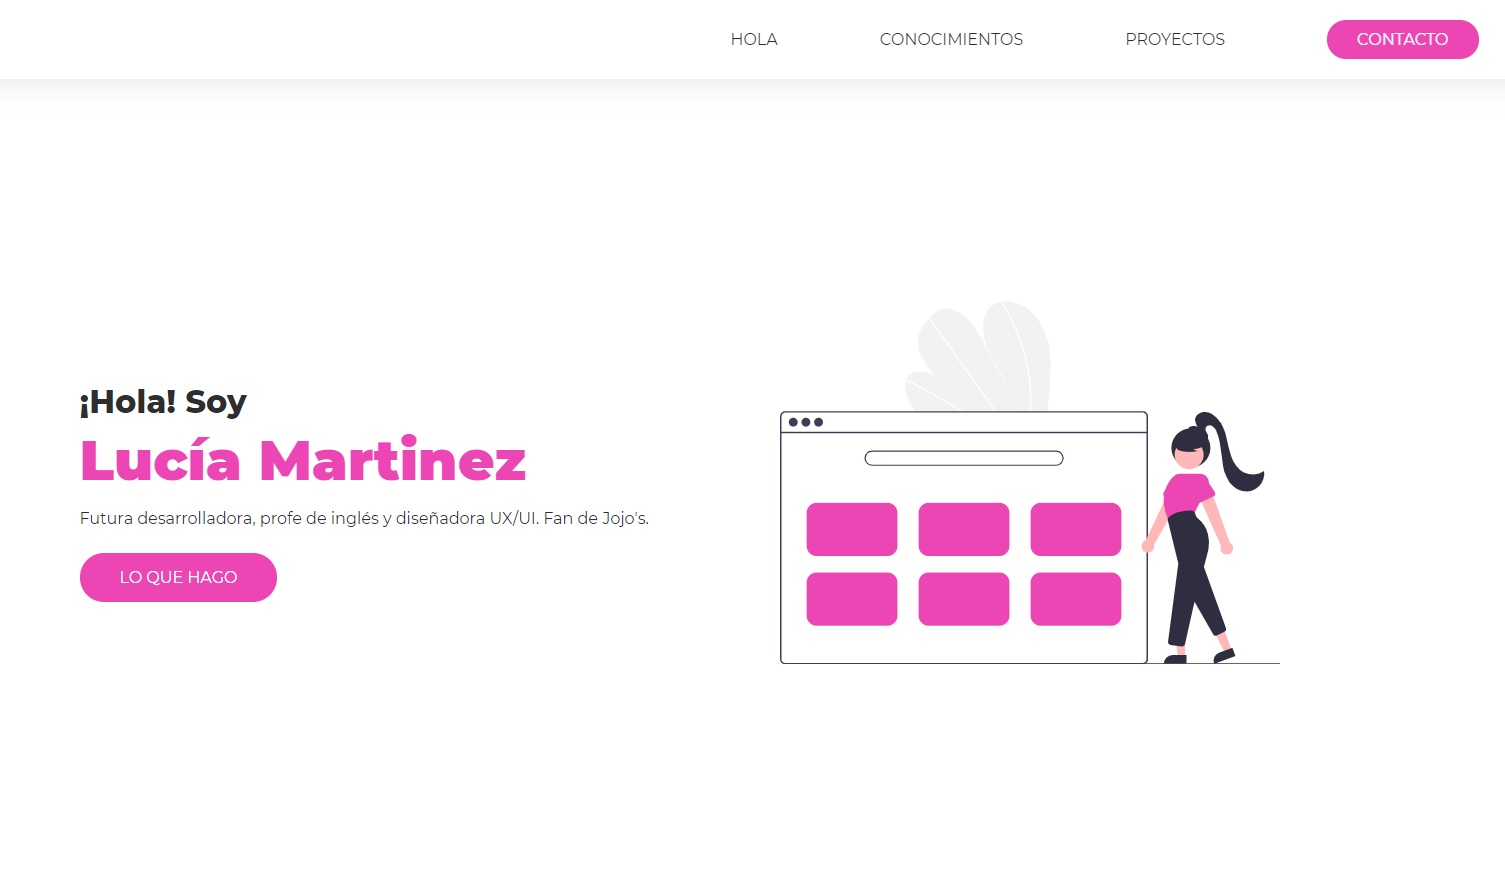 HOLA CONOCIMIENTOS PROYECTOS CONTACTO
¡Hola! Soy
Lucía Martinez
Futura desarrolladora, profe de inglés y diseñadora UX/UI. Fan de Jojo's.
LO QUE HAGO